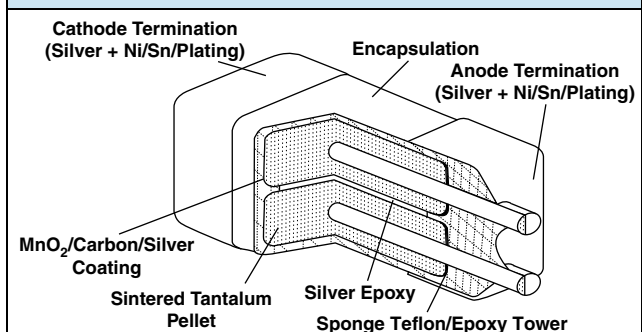 Cathode Termination
(Silver + Ni/Sn/Plating)
Encapsulation
Anode Termination
(Silver + Ni/Sn/Plating)
MnO2/Carbon/Silver
Coating
Sintered Tantalum
Pellet
Silver Epoxy
Sponge Teflon/Epoxy Tower